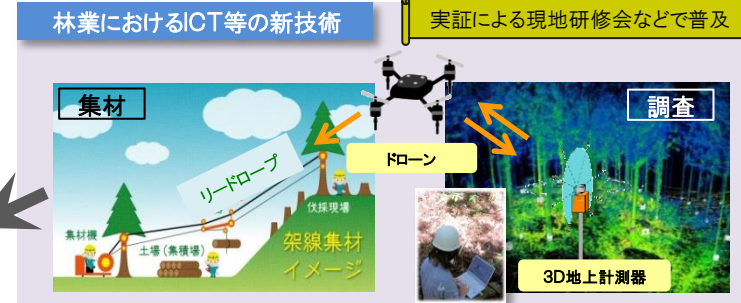 林業におけるICT等の新技術
実証による現地研修会などで普及
集材
調査
ドローン
リードロープ
伐採現場
集材機
土場(集積場)
架線集材
イメージ
3D地上計測器